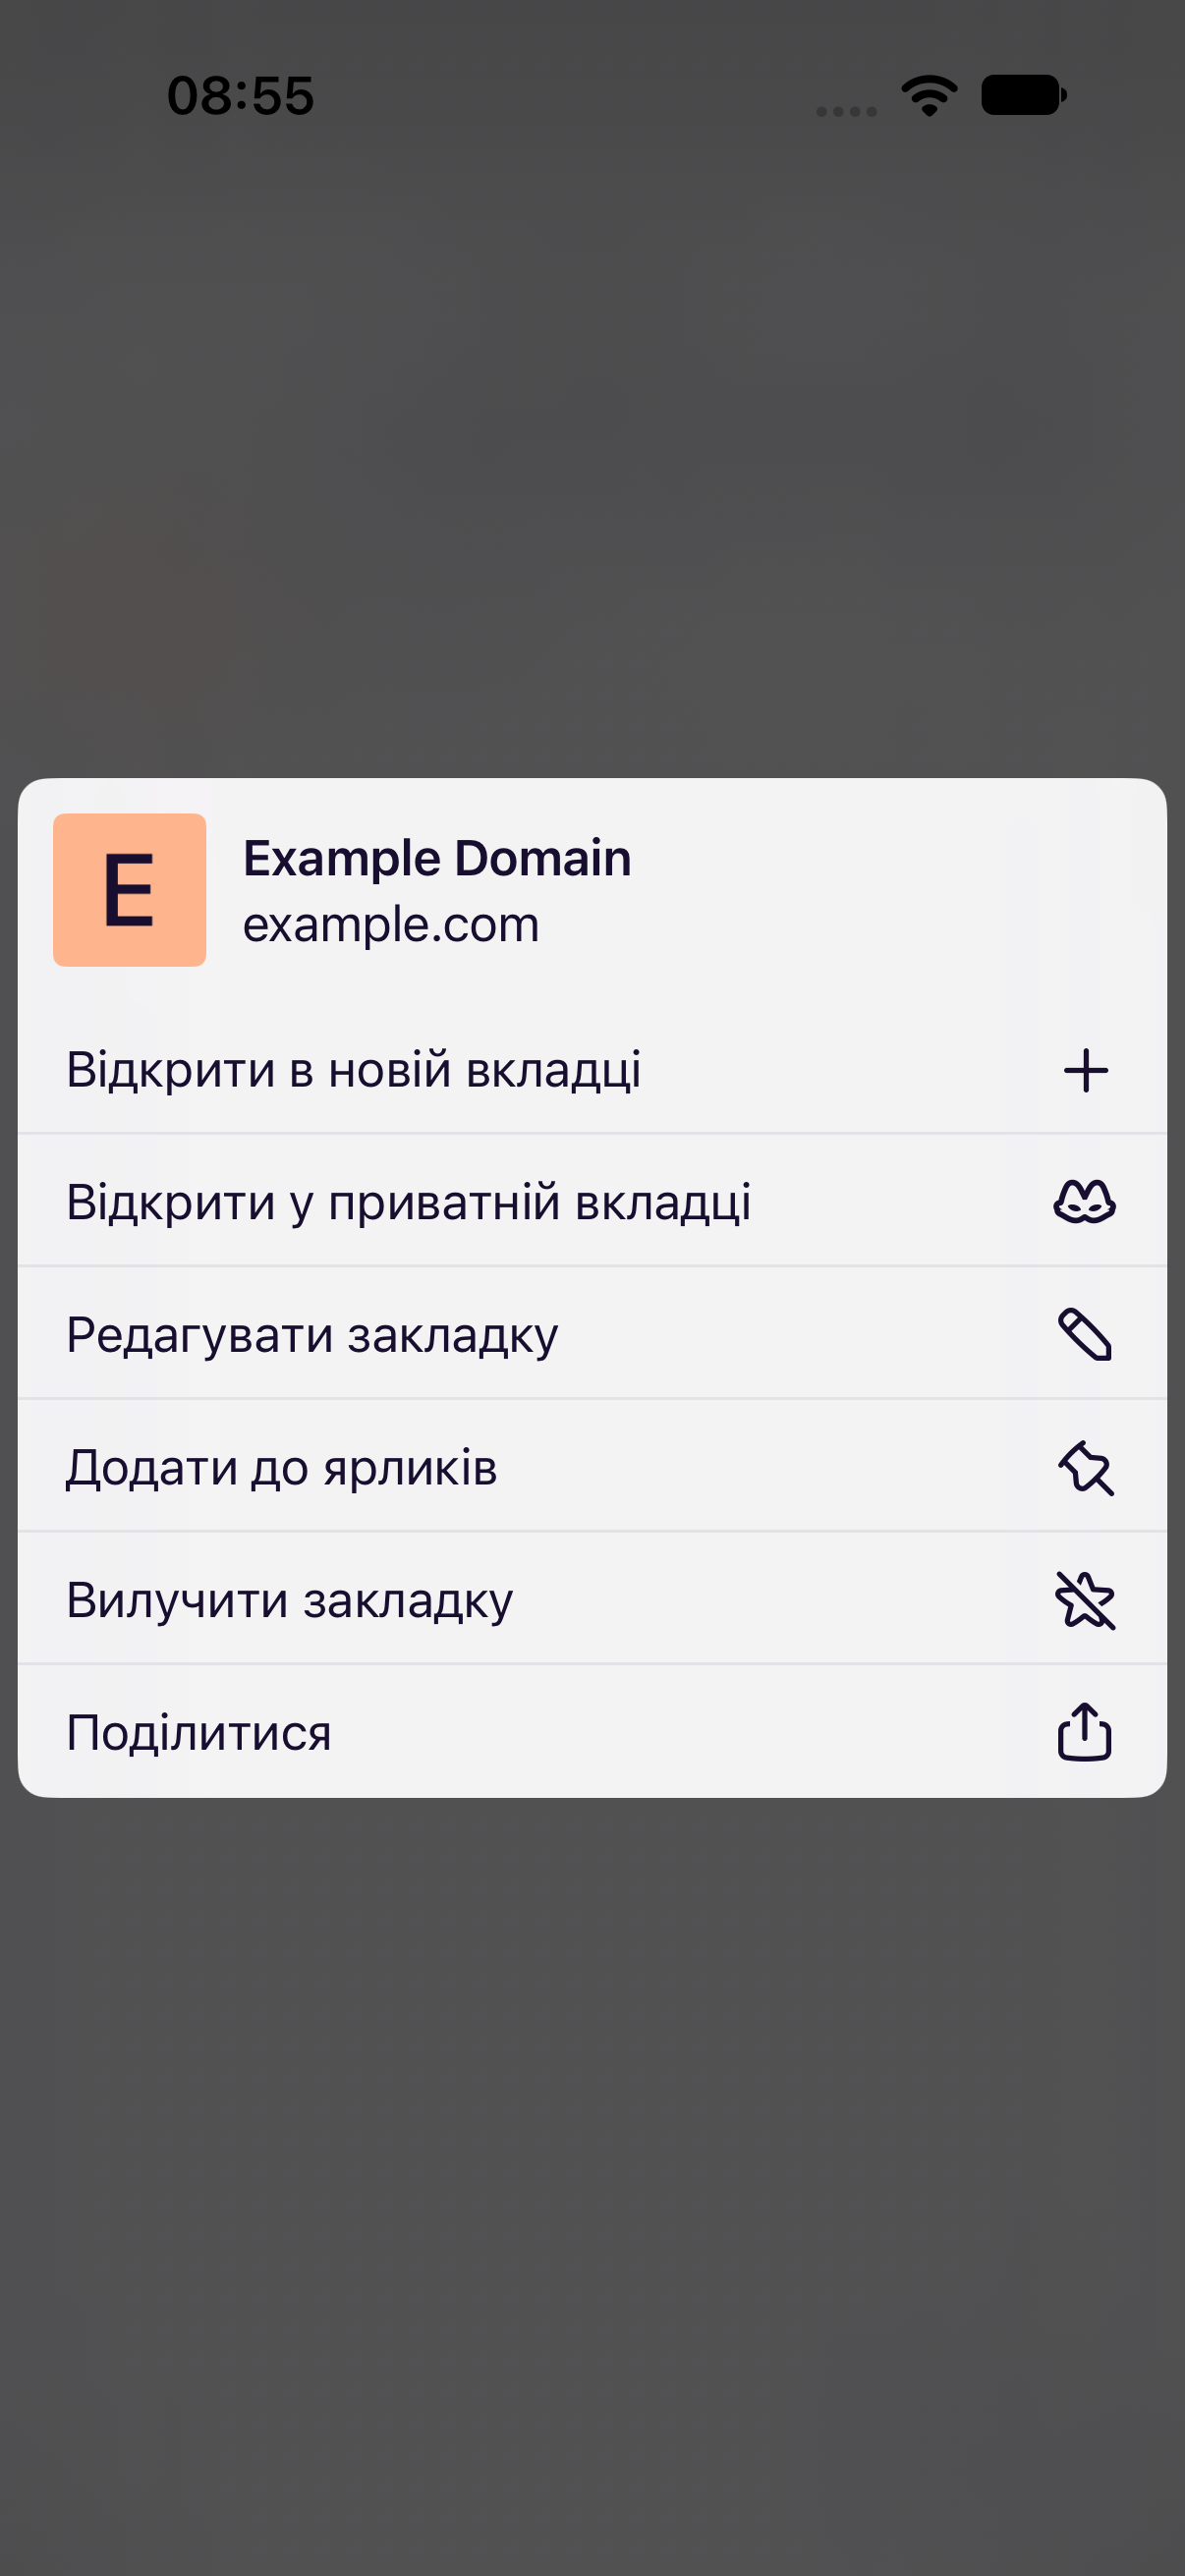 08:55
E
Example Domain
example.com
Відкрити в новій вкладці
Відкрити у приватній вкладці
Редагувати закладку
Додати до ярликів
Вилучити закладку
Поділитися